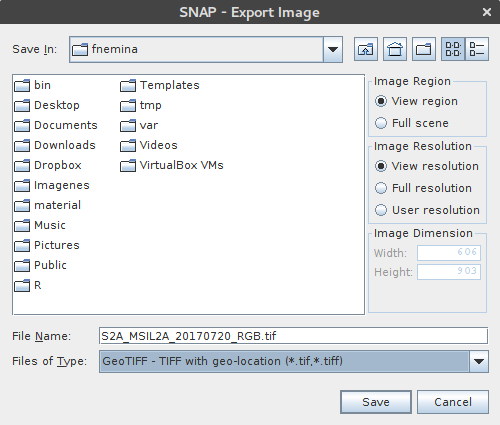 SNAP - Export Image
Save In: fnemina
bin
Desktop
Documents
Downloads
Dropbox
Imagenes
material
Music
Pictures
Public
R
Templates
tmp
var
Videos
VirtualBox VMs
Image Region
View region
Full scene
Image Resolution
View resolution
Full resolution
User resolution
Image Dimension
Width: 606
Height: 903
File Name: S2A_MSIL2A_20170720_RGB.tif
Files of Type: GeoTIFF - TIFF with geo-location (*.tif,*.tiff)
Save Cancel